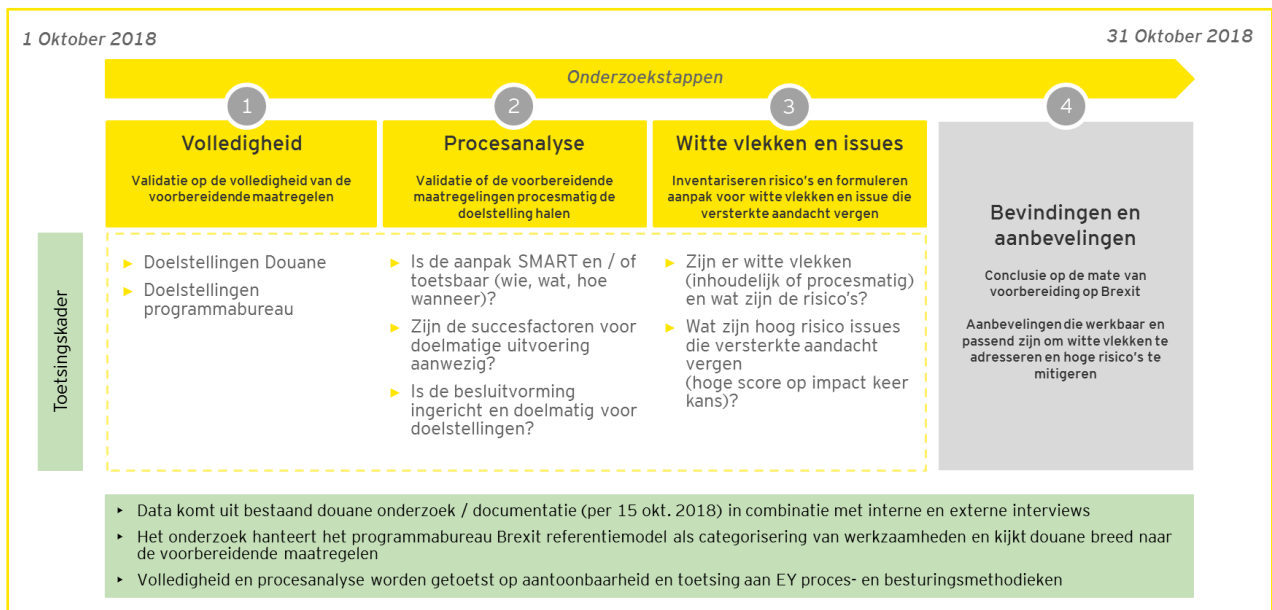 1 Oktober 2018
31 Oktober 2018
Onderzoekstappen
1
Volledigheid
Validatie op de volledigheid van de
voorbereidende maatregelen
2
Procesanalyse
Validatie of de voorbereidende
maatregelingen procesmatig de
doelstelling halen
3
Witte vlekken en issues
Inventariseren risico's en formuleren
aanpak voor witte vlekken en issue die
versterkte aandacht vergen
4
Bevindingen en
aanbevelingen
Conclusie op de mate van
voorbereiding op Brexit
Aanbevelingen die werkbaar en
passend zijn om witte vlekken te
adresseren en hoge risico's te
mitigeren
Toetsingskader
► Doelstellingen Douane
► Doelstellingen
programmabureau
► Is de aanpak SMART en / of
toetsbaar (wie, wat, hoe
wanneer)?
► Zijn de succesfactoren voor
doelmatige uitvoering
aanwezig?
► Is de besluitvorming
ingericht en doelmatig voor
doelstellingen?
► Zijn er witte vlekken
(inhoudelijk of procesmatig)
en wat zijn de risico's?
► Wat zijn hoog risico issues
die versterkte aandacht
vergen
(hoge score op impact keer
kans)?
► Data komt uit bestaand douane onderzoek / documentatie (per 15 okt. 2018) in combinatie met interne en externe interviews
► Het onderzoek hanteert het programmabureau Brexit referentiemodel als categorisering van werkzaamheden en kijkt douane breed naar
de voorbereidende maatregelen
► Volledigheid en procesanalyse worden getoetst op aantoonbaarheid en toetsing aan EY proces- en besturingsmethodieken